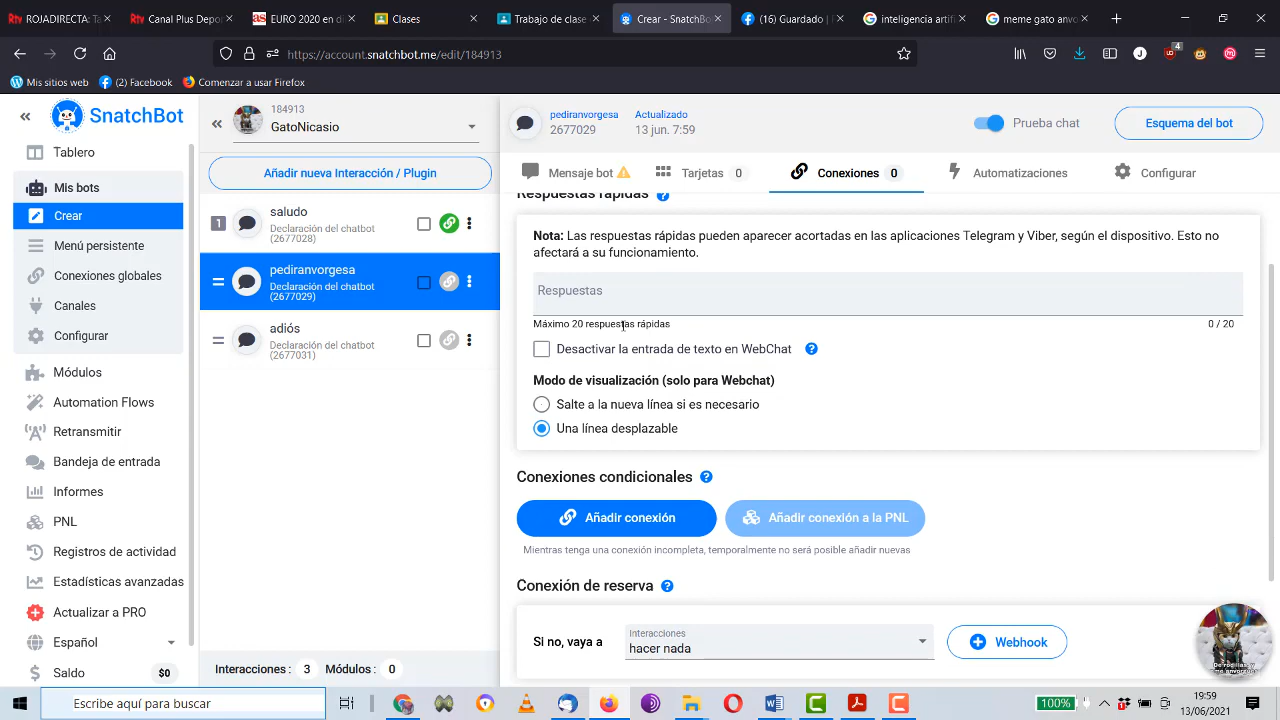 ROJADIRECTA: T
Canal Plus Depor
EURO 2020 en di
Clases
Trabajo de clase
Crear - SnatchBo
(16) Guardado |
inteligencia artifi
meme gato anvo
https://account.snatchbot.me/edit/184913
4
Mis sitios web
(2) Facebook
Comenzar a usar Firefox
SnatchBot
Tablero
Mis bots
Crear
Menú persistente
Conexiones globales
Canales
Configurar
Módulos
Automation Flows
Retransmitir
Bandeja de entrada
Informes
PNL
Registros de actividad
Estadísticas avanzadas
Actualizar a PRO
Español
Saldo
$0
184913
GatoNicasio
Añadir nueva Interacción / Plugin
1
saludo
Declaración del chatbot
(2677028)
pediranvorgesa
Declaración del chatbot
(2677029)
adiós
Declaración del chatbot
(2677031)
Interacciones : 3 Módulos : 0
pediranvorgesa
2677029
Actualizado
13 jun. 7:59
Prueba chat
Esquema del bot
Mensaje bot
Tarjetas 0
Conexiones 0
Automatizaciones
Configurar
Respuestas rápidas
Nota: Las respuestas rápidas pueden aparecer acortadas en las aplicaciones Telegram y Viber, según el dispositivo. Esto no
afectará a su funcionamiento.
Respuestas
Máximo 20 respuestas rápidas
0 / 20
Desactivar la entrada de texto en WebChat
Modo de visualización (solo para Webchat)
Salte a la nueva línea si es necesario
Una línea desplazable
Conexiones condicionales
Añadir conexión
Añadir conexión a la PNL
Mientras tenga una conexión incompleta, temporalmente no será posible añadir nuevas
Conexión de reserva
Si no, vaya a
Interacciones
hacer nada
Webhook
De rodillas y
Escribe aquí para buscar
100%
19:59
13/06/2021